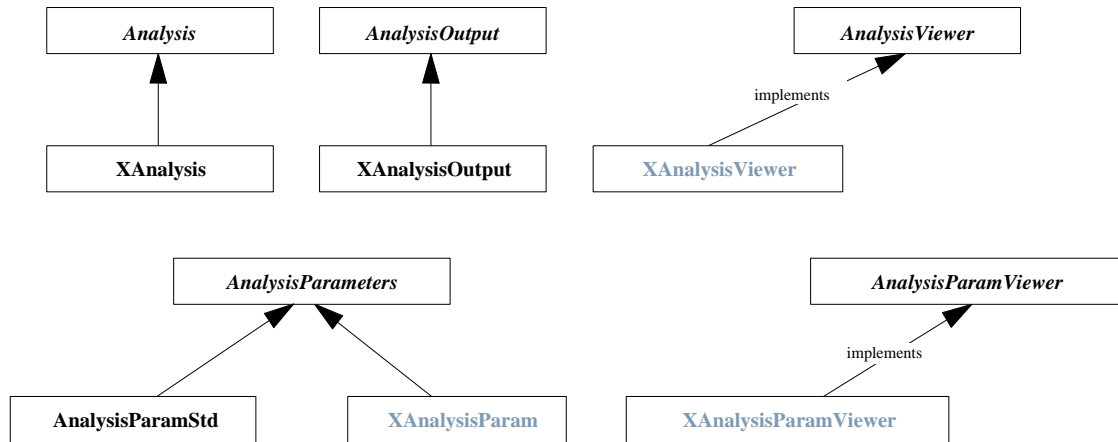 Analysis
AnalysisOutput
AnalysisViewer
implements
XAnalysis
XAnalysisOutput
XAnalysisViewer
AnalysisParameters
AnalysisParamViewer
implements
AnalysisParamStd
XAnalysisParam
XAnalysisParamViewer